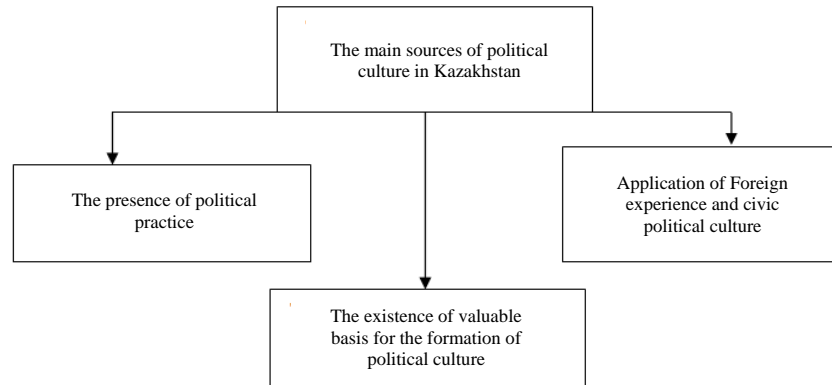 The main sources of political
culture in Kazakhstan
The presence of political
practice
Application of Foreign
experience and civic
political culture
The existence of valuable
basis for the formation of
political culture